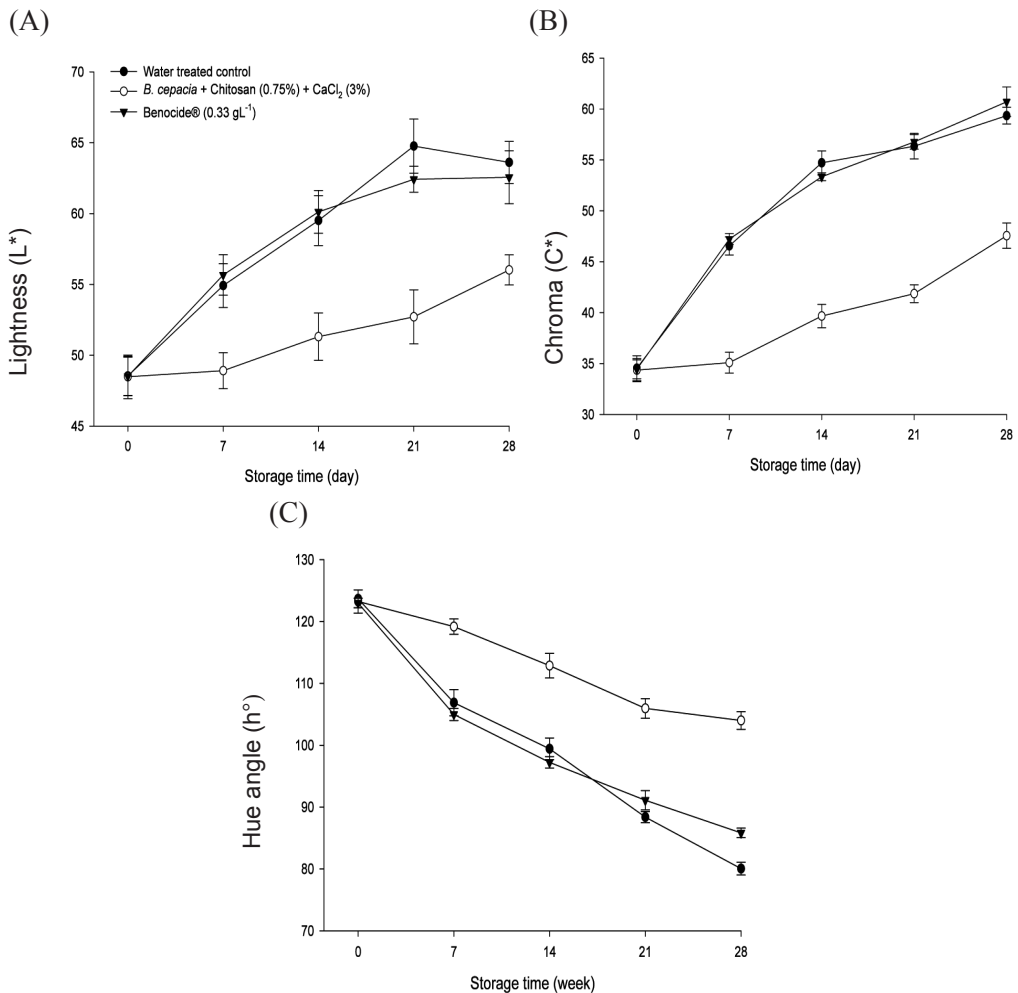 (A)
Lightness (L*)
70
65
60
55
50
45
Water treated control
B. cepacia + Chitosan (0.75%) + CaCl₂ (3%)
Benocide® (0.33 gL⁻¹)
0 7 14 21 28
Storage time (day)
(B)
Chroma (C*)
65
60
55
50
45
40
35
30
0 7 14 21 28
Storage time (day)
(C)
Hue angle (h°)
130
120
110
100
90
80
70
0 7 14 21 28
Storage time (week)